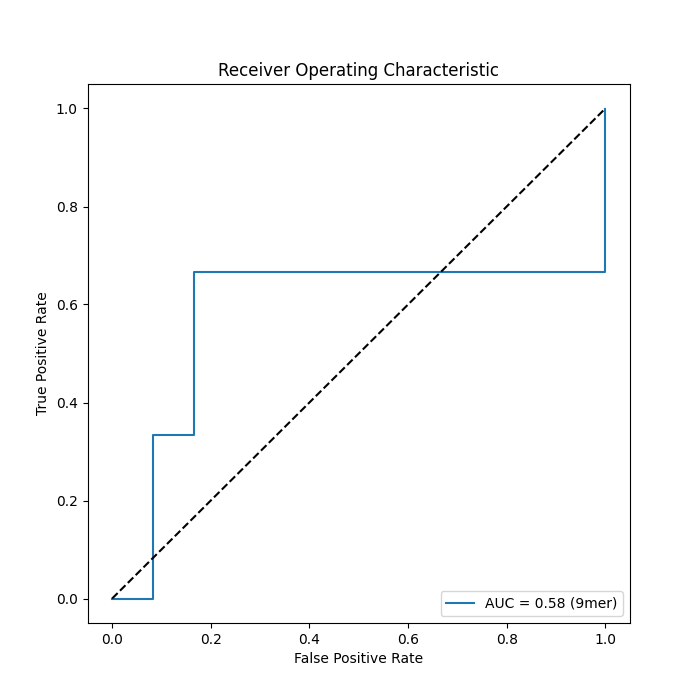 Receiver Operating Characteristic
True Positive Rate
1.0
0.8
0.6
0.4
0.2
0.0
0.0 0.2 0.4 0.6 0.8 1.0
False Positive Rate
AUC = 0.58 (9mer)